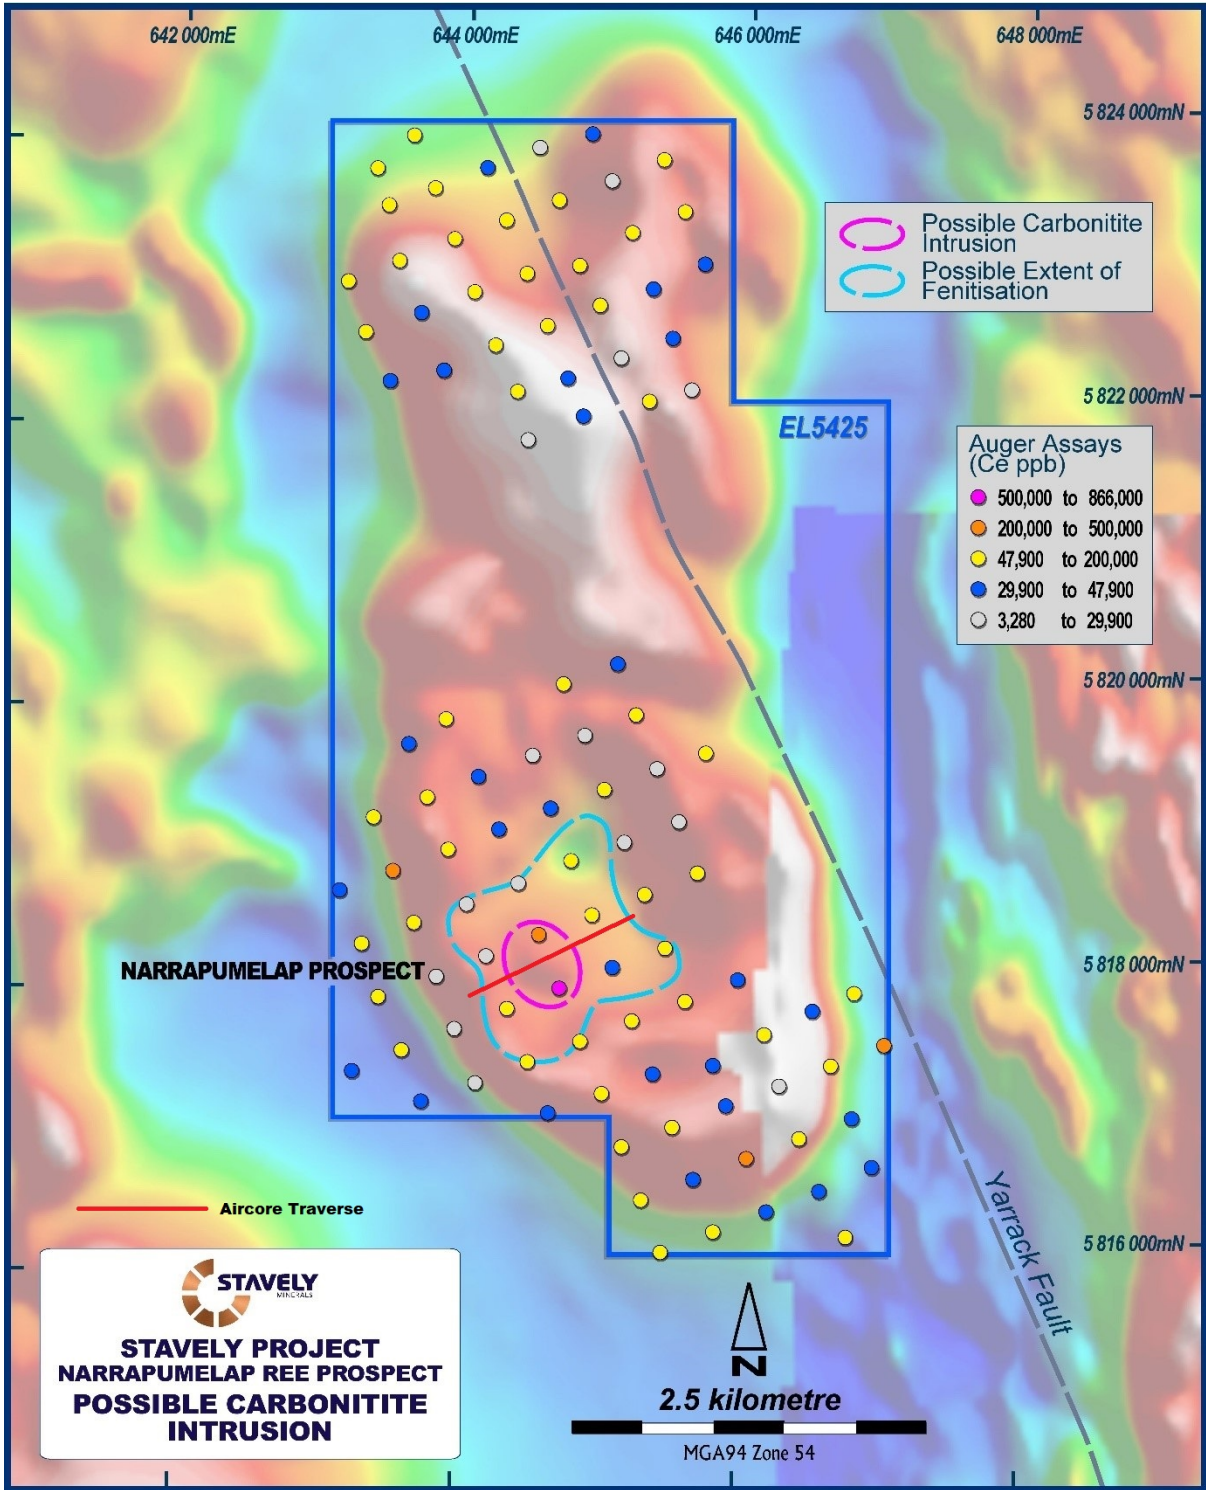 642 000mE
644 000mE
646 000mE
648 000mE
5 824 000mN
Possible Carbonitite
Intrusion
Possible Extent of
Fenitisation
5 822 000mN
EL5425
Auger Assays
(Ce ppb)
500,000 to 866,000
200,000 to 500,000
47,900 to 200,000
29,900 to 47,900
3,280 to 29,900
5 820 000mN
NARRAPUMELAP PROSPECT
5 818 000mN
Yarrack Fault
Aircore Traverse
5 816 000mN
STAVELY
MINERALS
STAVELY PROJECT
NARRAPUMELAP REE PROSPECT
POSSIBLE CARBONITITE
INTRUSION
N
2.5 kilometre
MGA94 Zone 54